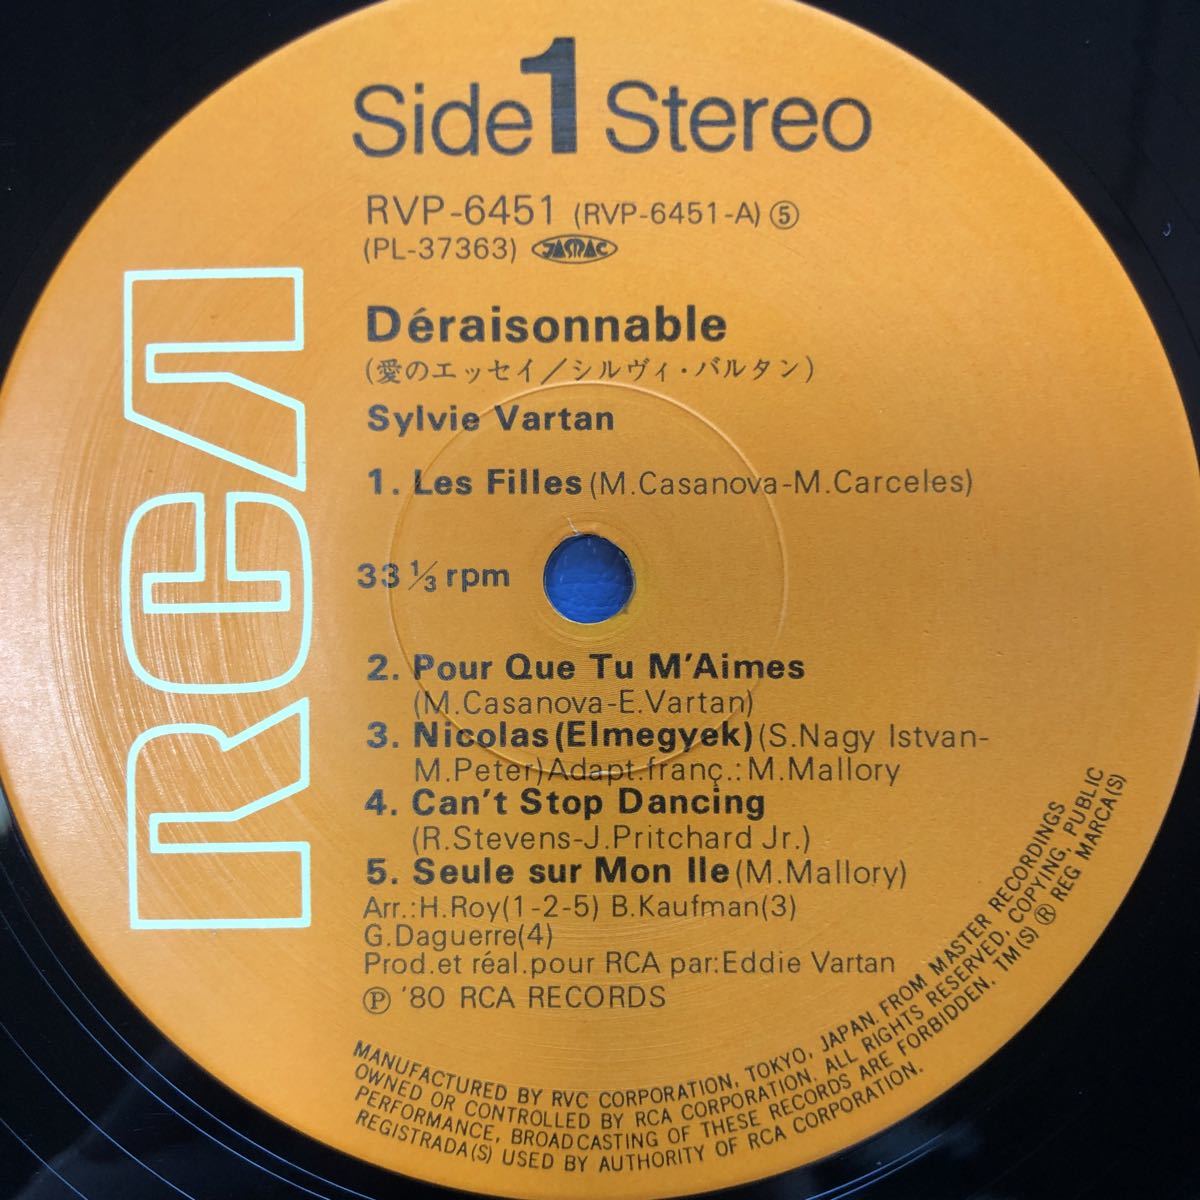 Side 1 Stereo
RVP-6451 (RVP-6451-A) ⑤
(PL-37363) JASRAC
Déraisonnable
(愛のエッセイ/シルヴィ・バルタン)
Sylvie Vartan
1. Les Filles (M.Casanova-M.Carceles)
33 1/3 rpm
2. Pour Que Tu M'Aimes
(M.Casanova-E.Vartan)
3. Nicolas (Elmegyek) (S.Nagy Istvan-
M.Peter) Adapt.franç.: M.Mallory
4. Can't Stop Dancing
(R.Stevens-J.Pritchard Jr.)
5. Seule sur Mon Ile (M.Mallory)
Arr.:H.Roy(1-2-5) B.Kaufman(3)
G.Daguerre(4)
Prod.et réal.pour RCA par:Eddie Vartan
Ⓟ '80 RCA RECORDS
RCA
MANUFACTURED BY RVC CORPORATION, TOKYO, JAPAN. FROM MASTER RECORDINGS
OWNED OR CONTROLLED BY RCA CORPORATION. ALL RIGHTS RESERVED, COPYING, PUBLIC
PERFORMANCE, BROADCASTING OF THESE RECORDS ARE FORBIDDEN. TM(S) ® REG MARCA(S)
REGISTRADA(S) USED BY AUTHORITY OF RCA CORPORATION.